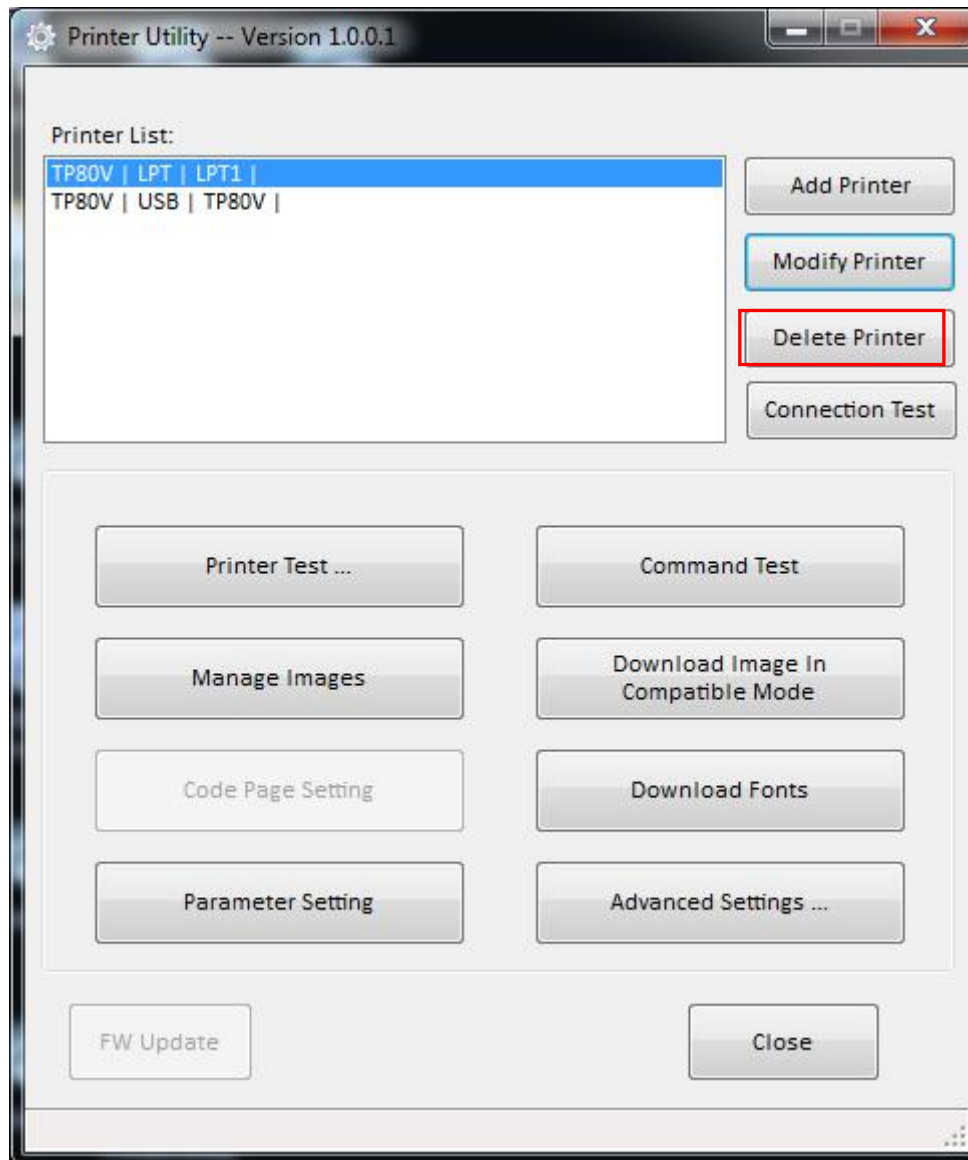 Printer Utility -- Version 1.0.0.1
Printer List:
TP80V | LPT | LPT1 |
TP80V | USB | TP80V |
Add Printer
Modify Printer
Delete Printer
Connection Test
Printer Test ...
Command Test
Manage Images
Download Image In
Compatible Mode
Code Page Setting
Download Fonts
Parameter Setting
Advanced Settings ...
FW Update
Close